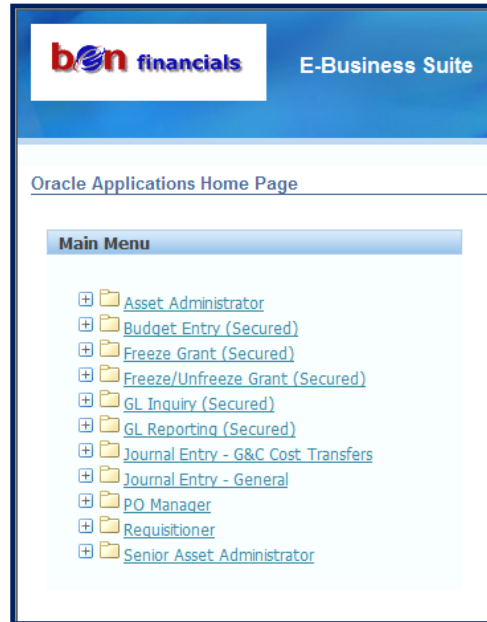 ben financials
E-Business Suite
Oracle Applications Home Page
Main Menu
Asset Administrator
Budget Entry (Secured)
Freeze Grant (Secured)
Freeze/Unfreeze Grant (Secured)
GL Inquiry (Secured)
GL Reporting (Secured)
Journal Entry - G&C Cost Transfers
Journal Entry - General
PO Manager
Requisitioner
Senior Asset Administrator